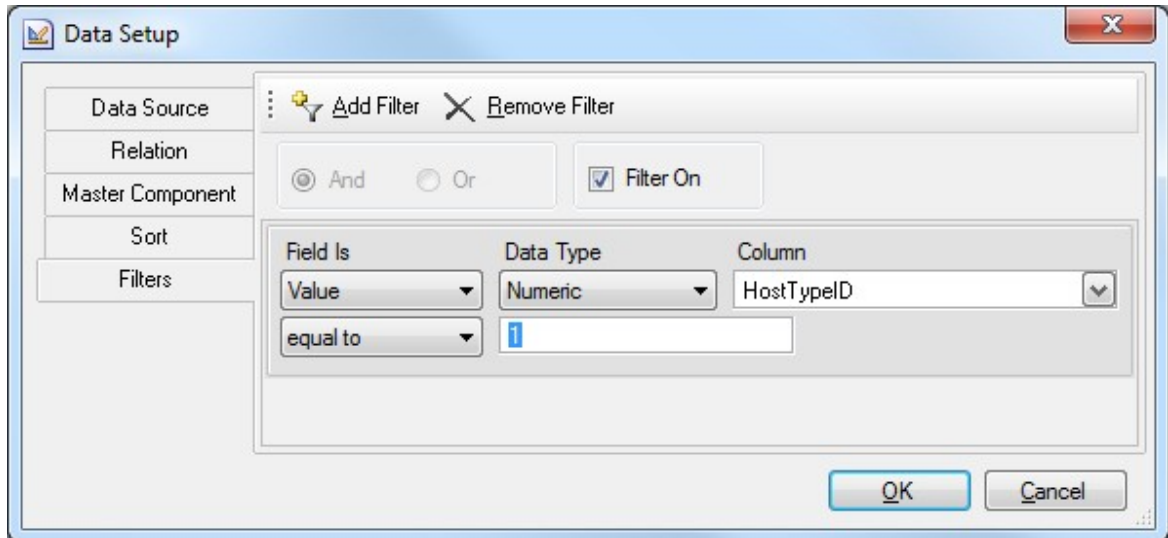 Data Setup
Data Source
Relation
Master Component
Sort
Filters
Add Filter Remove Filter
And Or Filter On
Field Is Data Type Column
Value Numeric HostTypeID
equal to 1
OK Cancel